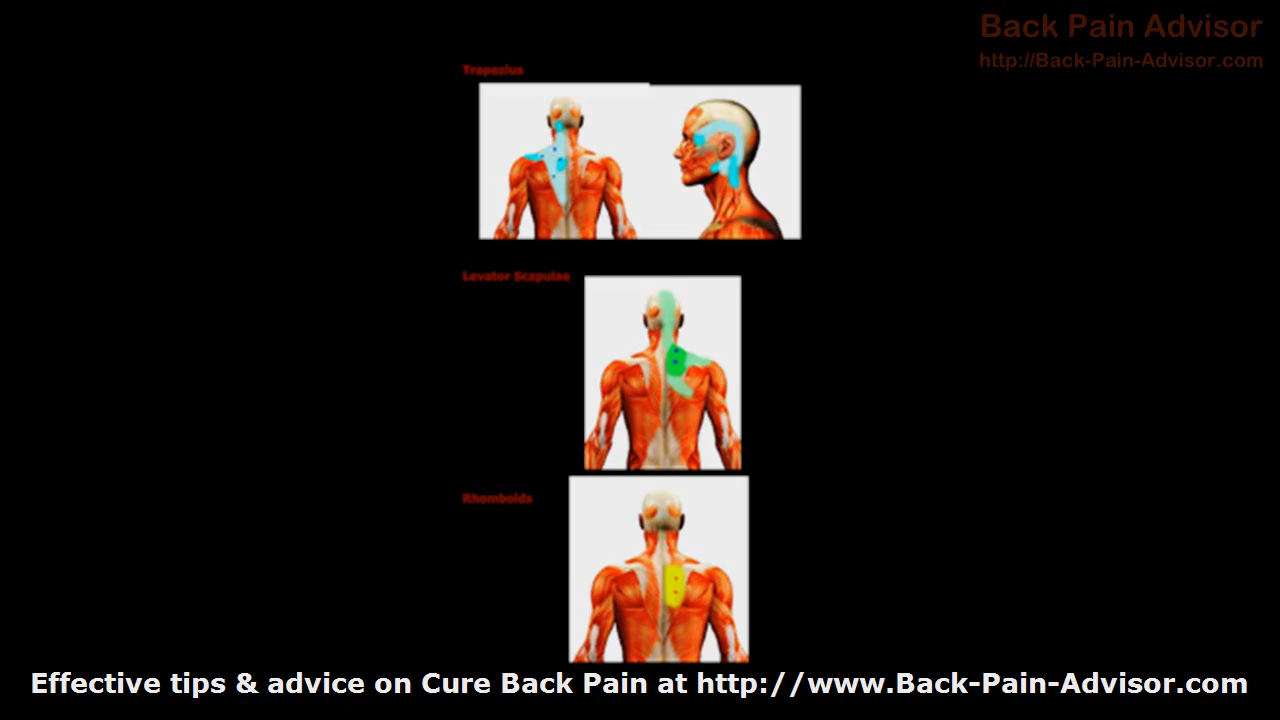 Back Pain Advisor
http://Back-Pain-Advisor.com
Trapezius
Levator Scapulae
Rhomboids
Effective tips & advice on Cure Back Pain at http://www.Back-Pain-Advisor.com